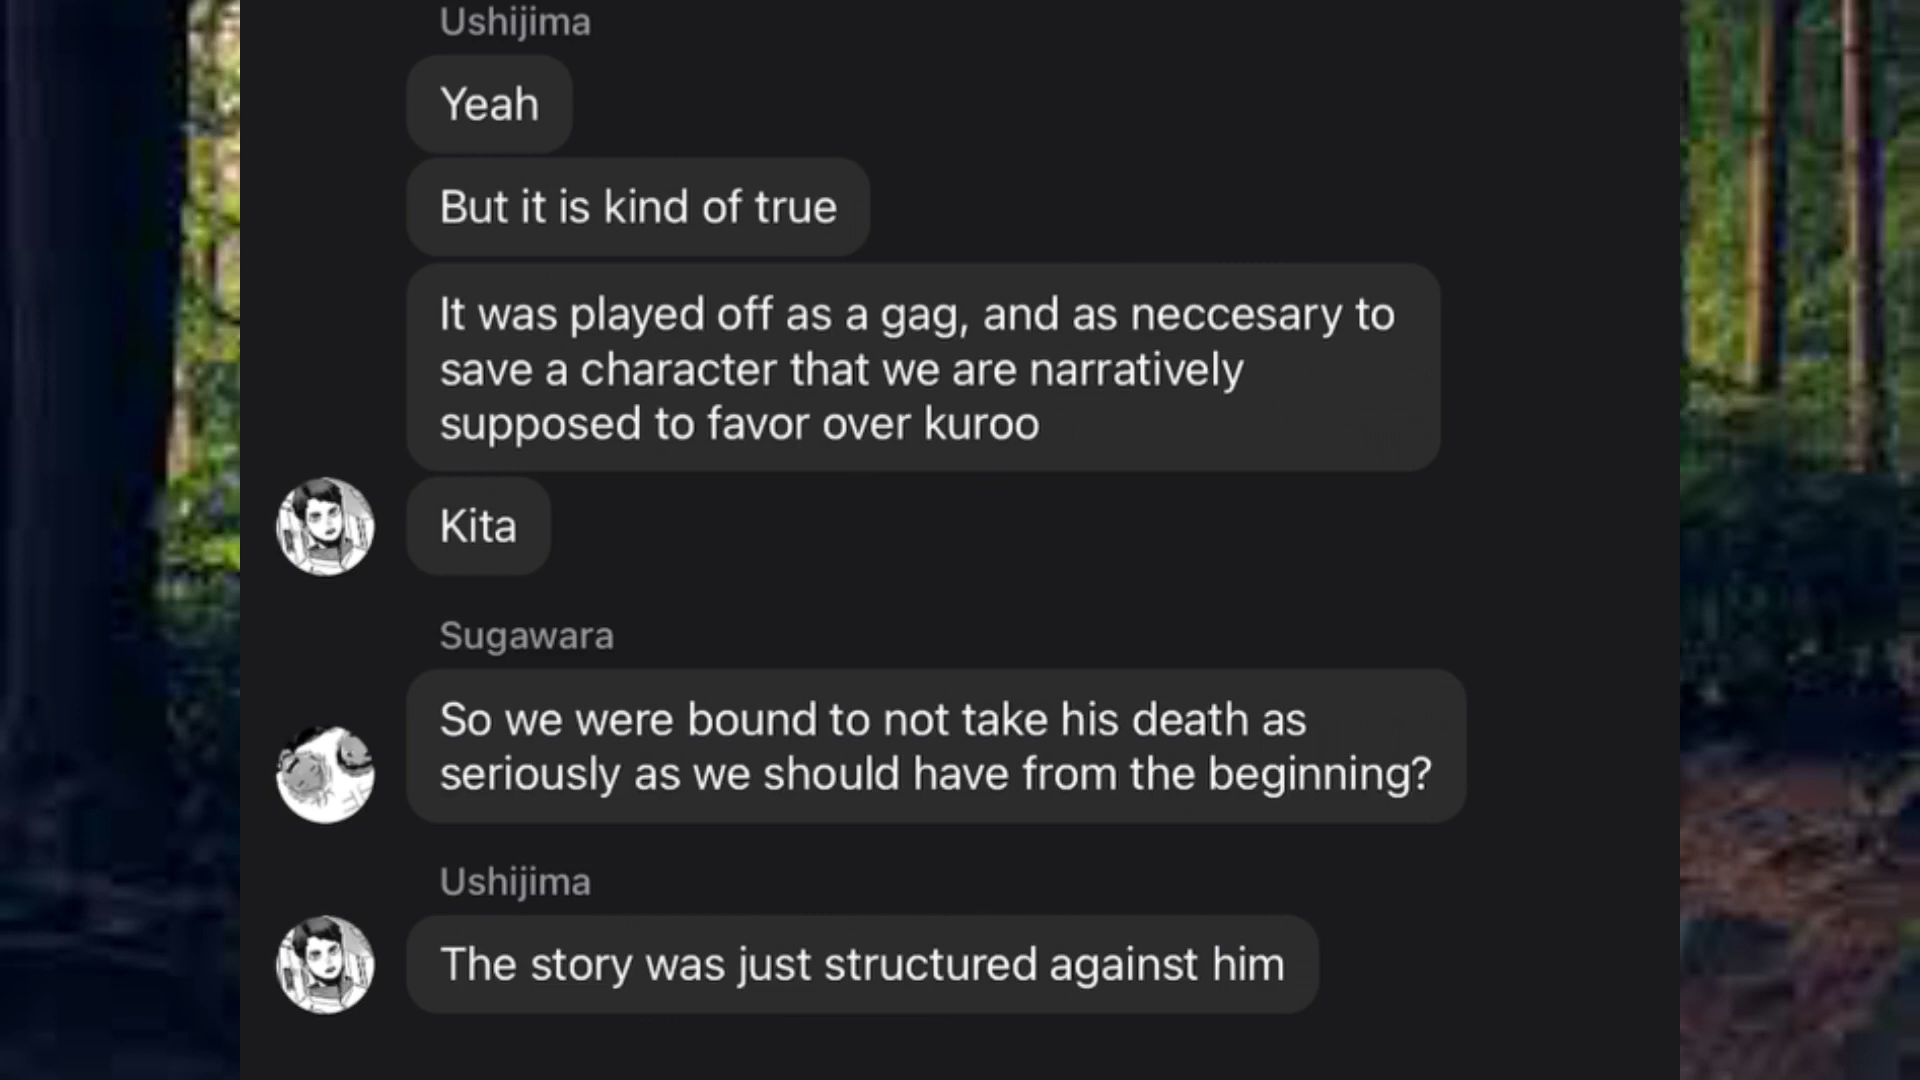 Ushijima
Yeah
But it is kind of true
It was played off as a gag, and as neccesary to
save a character that we are narratively
supposed to favor over kuroo
Kita
Sugawara
So we were bound to not take his death as
seriously as we should have from the beginning?
Ushijima
The story was just structured against him